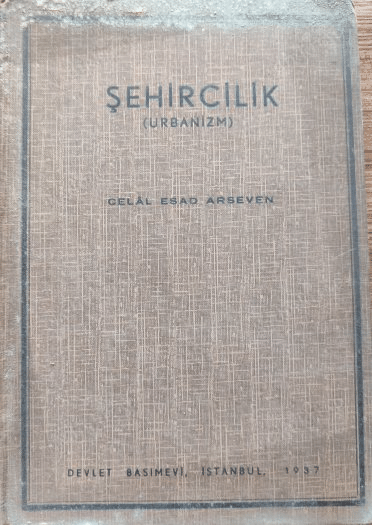 ŞEHİRCİLİK
(URBANİZM)
CELÂL ESAD ARSEVEN
DEVLET BASIMEVİ, İSTANBUL, 1937